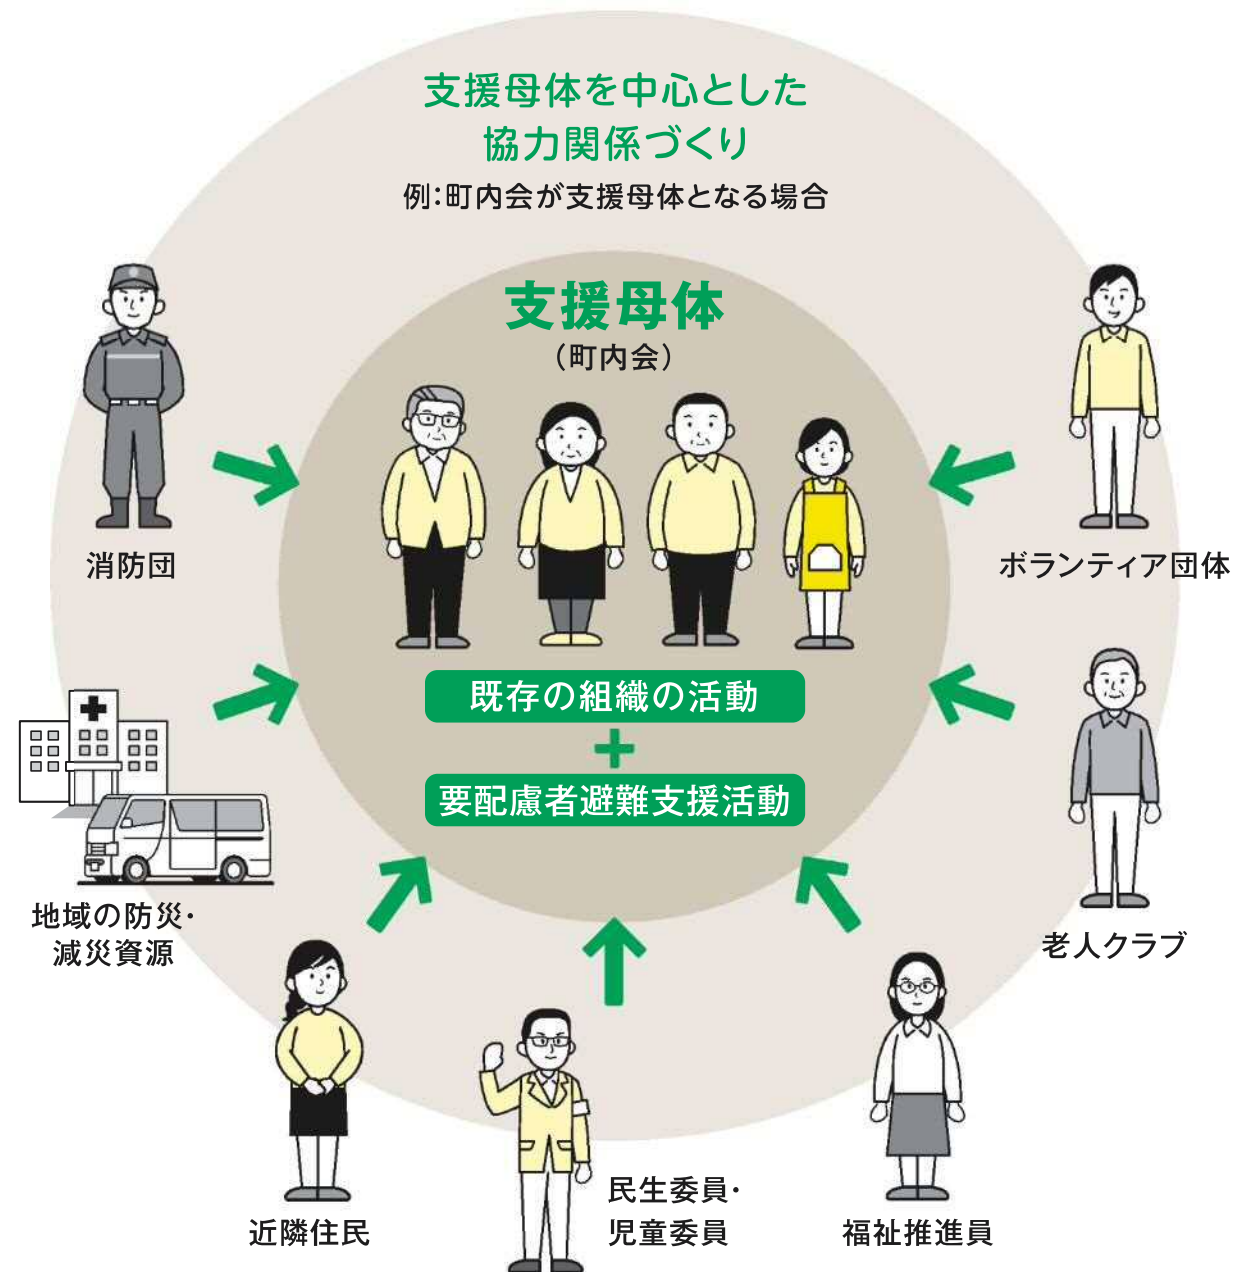 支援母体を中心とした
協力関係づくり
例：町内会が支援母体となる場合
支援母体
（町内会）
消防団
ボランティア団体
既存の組織の活動
+
要配慮者避難支援活動
地域の防災・
減災資源
老人クラブ
近隣住民
民生委員・
児童委員
福祉推進員